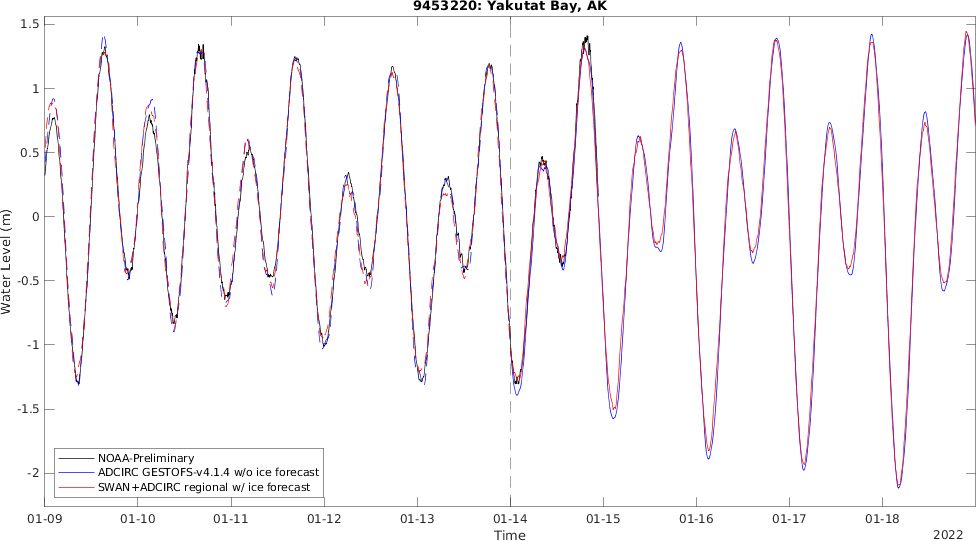 9453220: Yakutat Bay, AK
1.5
1
0.5
0
-0.5
-1
-1.5
-2
Water Level (m)
NOAA-Preliminary
ADCIRC GESTOFS-v4.1.4 w/o ice forecast
SWAN+ADCIRC regional w/ ice forecast
01-09 01-10 01-11 01-12 01-13 01-14 01-15 01-16 01-17 01-18
Time
2022